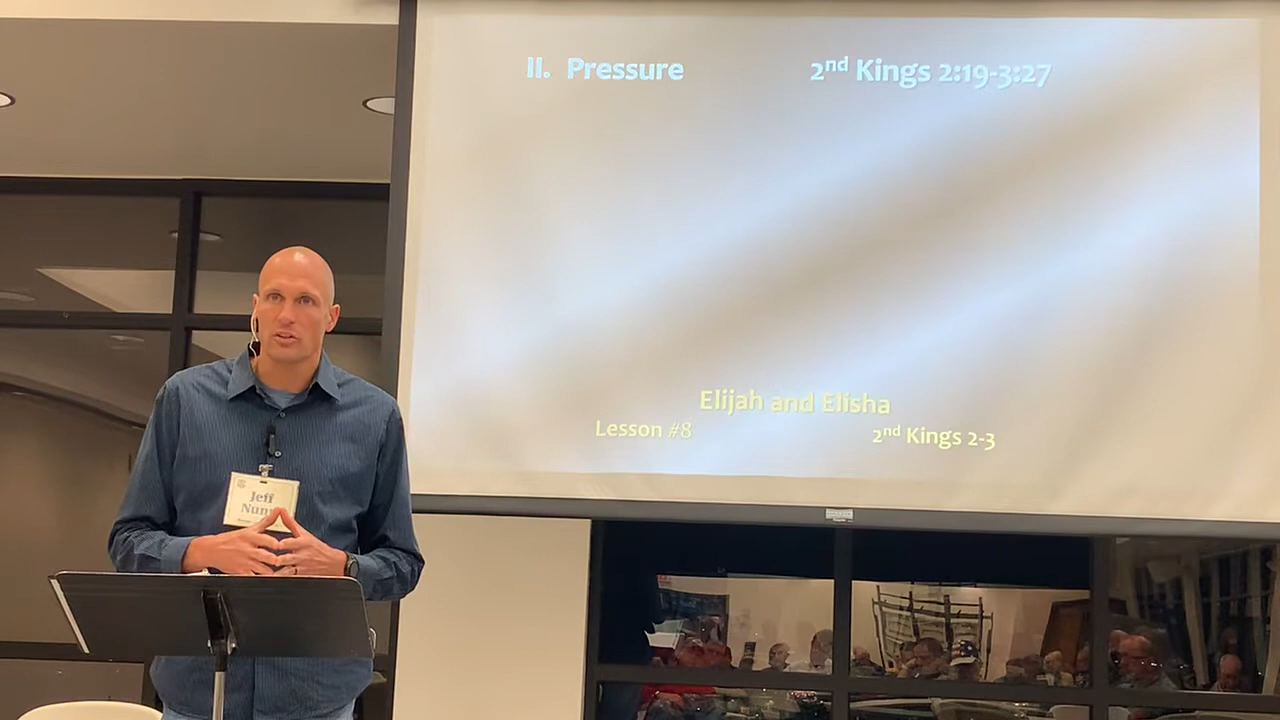 II. Pressure 2nd Kings 2:19-3:27
Elijah and Elisha
Lesson #8 2nd Kings 2-3
Jeff